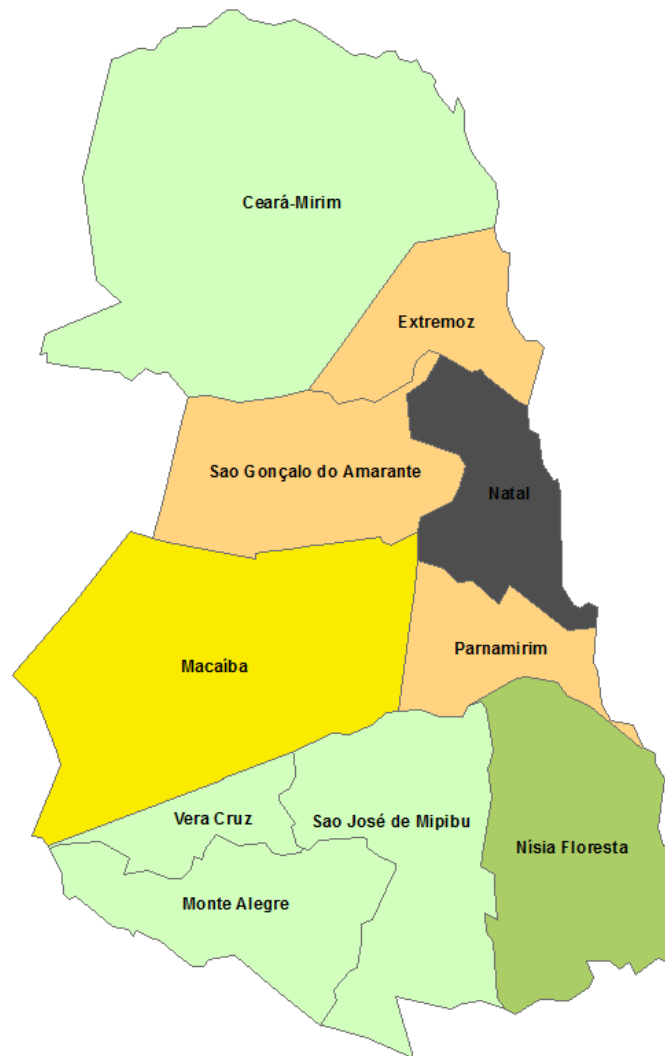 Ceará-Mirim
Extremoz
Sao Gonçalo do Amarante
Natal
Parnamirim
Macaíba
Vera Cruz
Sao José de Mipibu
Nísia Floresta
Monte Alegre